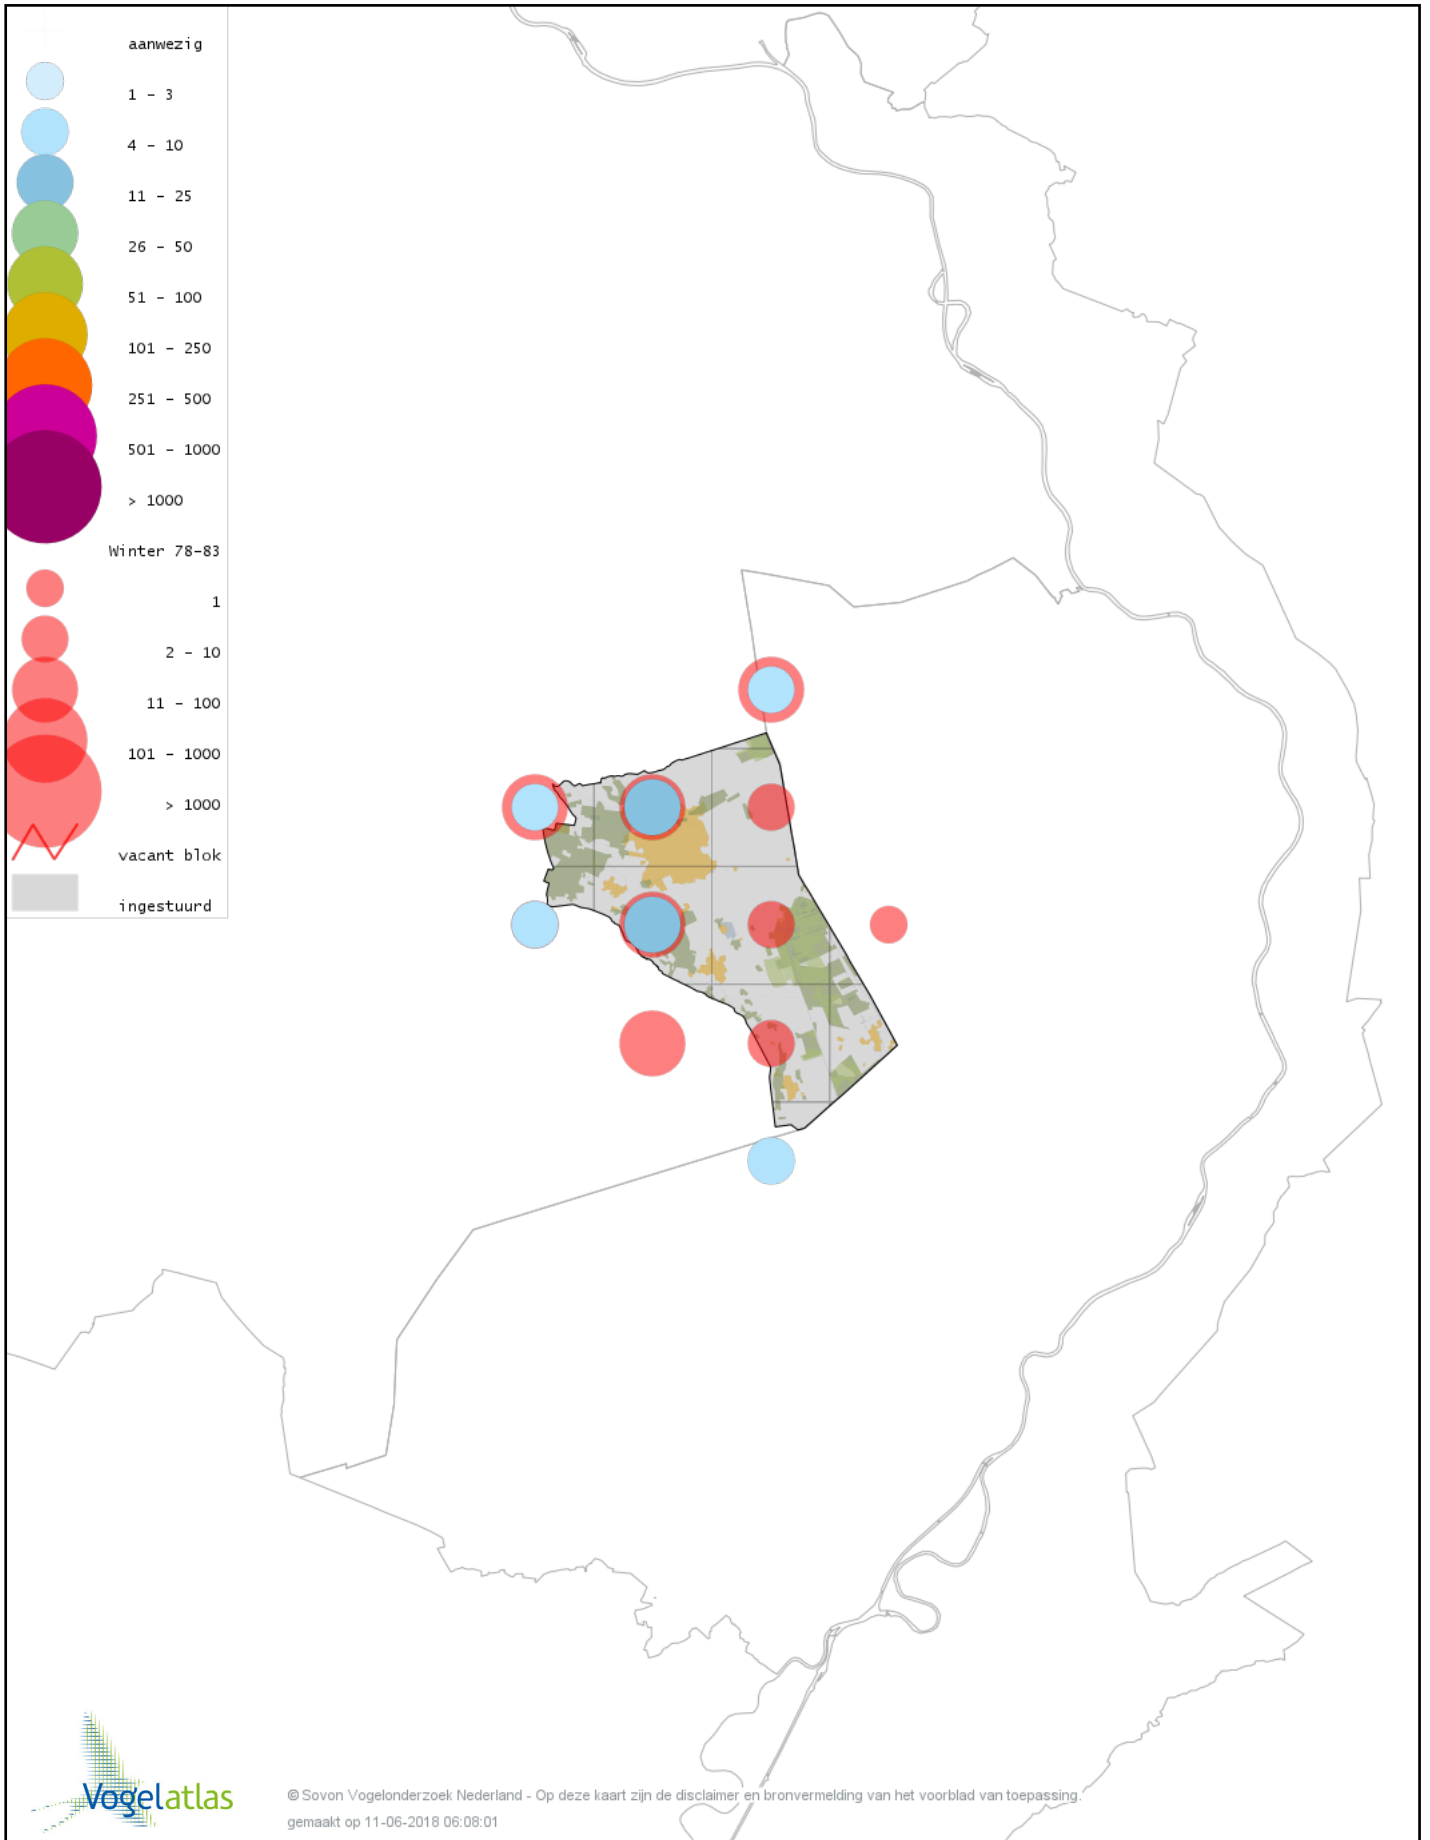 aanwezig
1 - 3
4 - 10
11 - 25
26 - 50
51 - 100
101 - 250
251 - 500
501 - 1000
> 1000
Winter 78-83
1
2 - 10
11 - 100
101 - 1000
> 1000
vacant blok
ingestuurd
Vogelatlas
© Sovon Vogelonderzoek Nederland - Op deze kaart zijn de disclaimer en bronvermelding van het voorblad van toepassing.
gemaakt op 11-06-2018 06:08:01